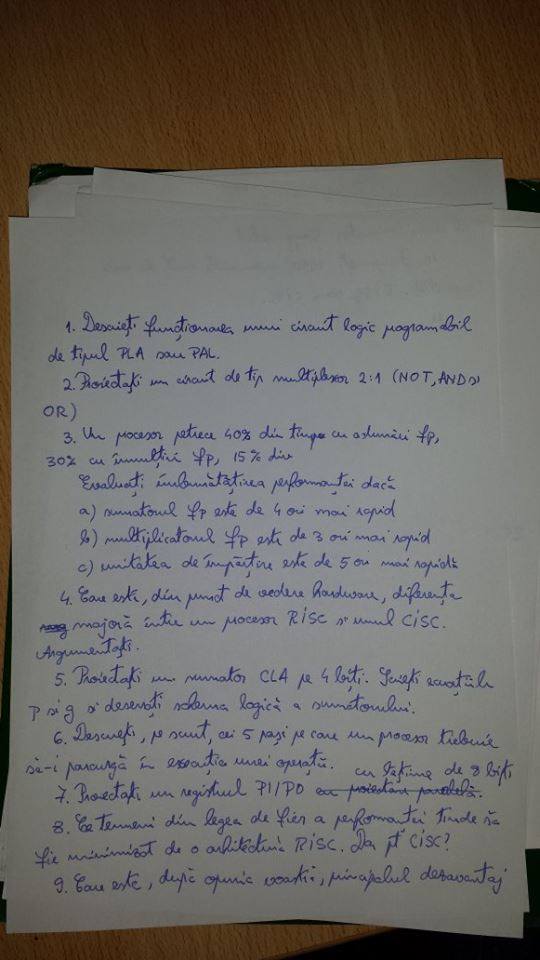 1. Descrieți funcționarea unui circuit logic programabil
de tipul PLA sau PAL.
2. Proiectați un circuit de tip multiplexor 2:1 (NOT, AND și
OR)
3. Un procesor petrece 40% din timp cu adunări fp,
30% cu înmulțiri fp, 15% div
Evaluați îmbunătățirea performanței dacă
a) sumatorul fp este de 4 ori mai rapid
b) multiplicatorul fp este de 3 ori mai rapid
c) unitatea de împărțire este de 5 ori mai rapidă
4. Care este, din punct de vedere hardware, diferența
majoră între un procesor RISC și unul CISC.
Argumentați.
5. Proiectați un sumator CLA pe 4 biți. Scrieți ecuațiile
p și g și desenați schema logică a sumatorului.
6. Descrieți, pe scurt, cei 5 pași pe care un procesor trebuie
să-i parcurgă în execuția unei operații.
cu lățime de 8 biți
7. Proiectați un registrul PI/PO cu poiectare paralelă.
8. Ce termeni din legea de fier a performanței tinde să
fie minimizat de o arhitectură RISC. Da pt CISC?
9. Care este, după opinia voastră, principalul dezavantaj